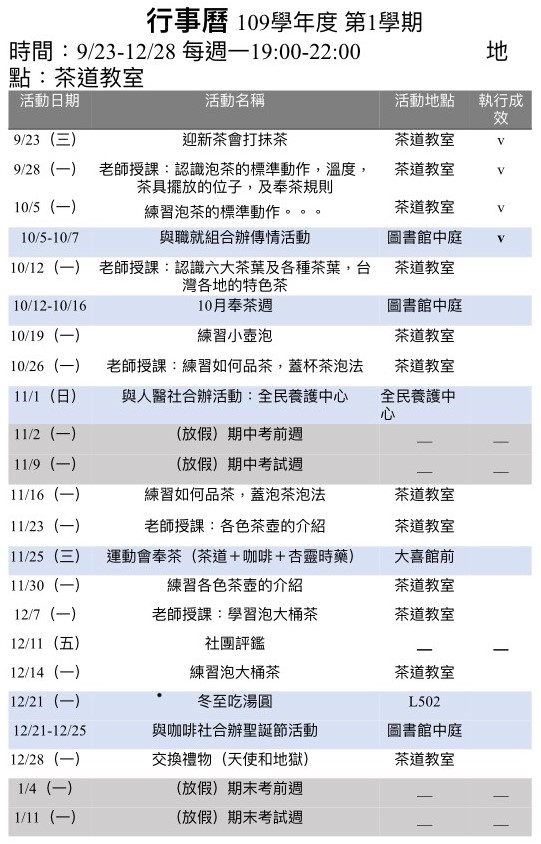 行事曆 109學年度 第1學期
時間：9/23-12/28 每週一19:00-22:00 地
點：茶道教室
活動日期 活動名稱 活動地點 執行成
效
9/23（三） 迎新茶會打抹茶 茶道教室 v
9/28（一） 老師授課：認識泡茶的標準動作，溫度， 茶道教室 v
茶具擺放的位子，及奉茶規則
10/5（一） 練習泡茶的標準動作。。。 茶道教室 v
10/5-10/7 與職就組合辦傳情活動 圖書館中庭 v
10/12（一） 老師授課：認識六大茶葉及各種茶葉，台 茶道教室
灣各地的特色茶
10/12-10/16 10月奉茶週 圖書館中庭
10/19（一） 練習小壺泡 茶道教室
10/26（一） 老師授課：練習如何品茶，蓋杯茶泡法 茶道教室
11/1（日） 與人醫社合辦活動：全民養護中心 全民養護中
心
11/2（一） （放假）期中考前週 __ __
11/9（一） （放假）期中考試週 __ __
11/16（一） 練習如何品茶，蓋泡茶泡法 茶道教室
11/23（一） 老師授課：各色茶壺的介紹 茶道教室
11/25（三） 運動會奉茶（茶道＋咖啡＋杏靈時藥） 大喜館前
11/30（一） 練習各色茶壺的介紹 茶道教室
12/7（一） 老師授課：學習泡大桶茶 茶道教室
12/11（五） 社團評鑑 __ __
12/14（一） 練習泡大桶茶 茶道教室
12/21（一） • 冬至吃湯圓 L502
12/21-12/25 與咖啡社合辦聖誕節活動 圖書館中庭
12/28（一） 交換禮物（天使和地獄） 茶道教室
1/4（一） （放假）期末考前週 __ __
1/11（一） （放假）期末考試週 __ __